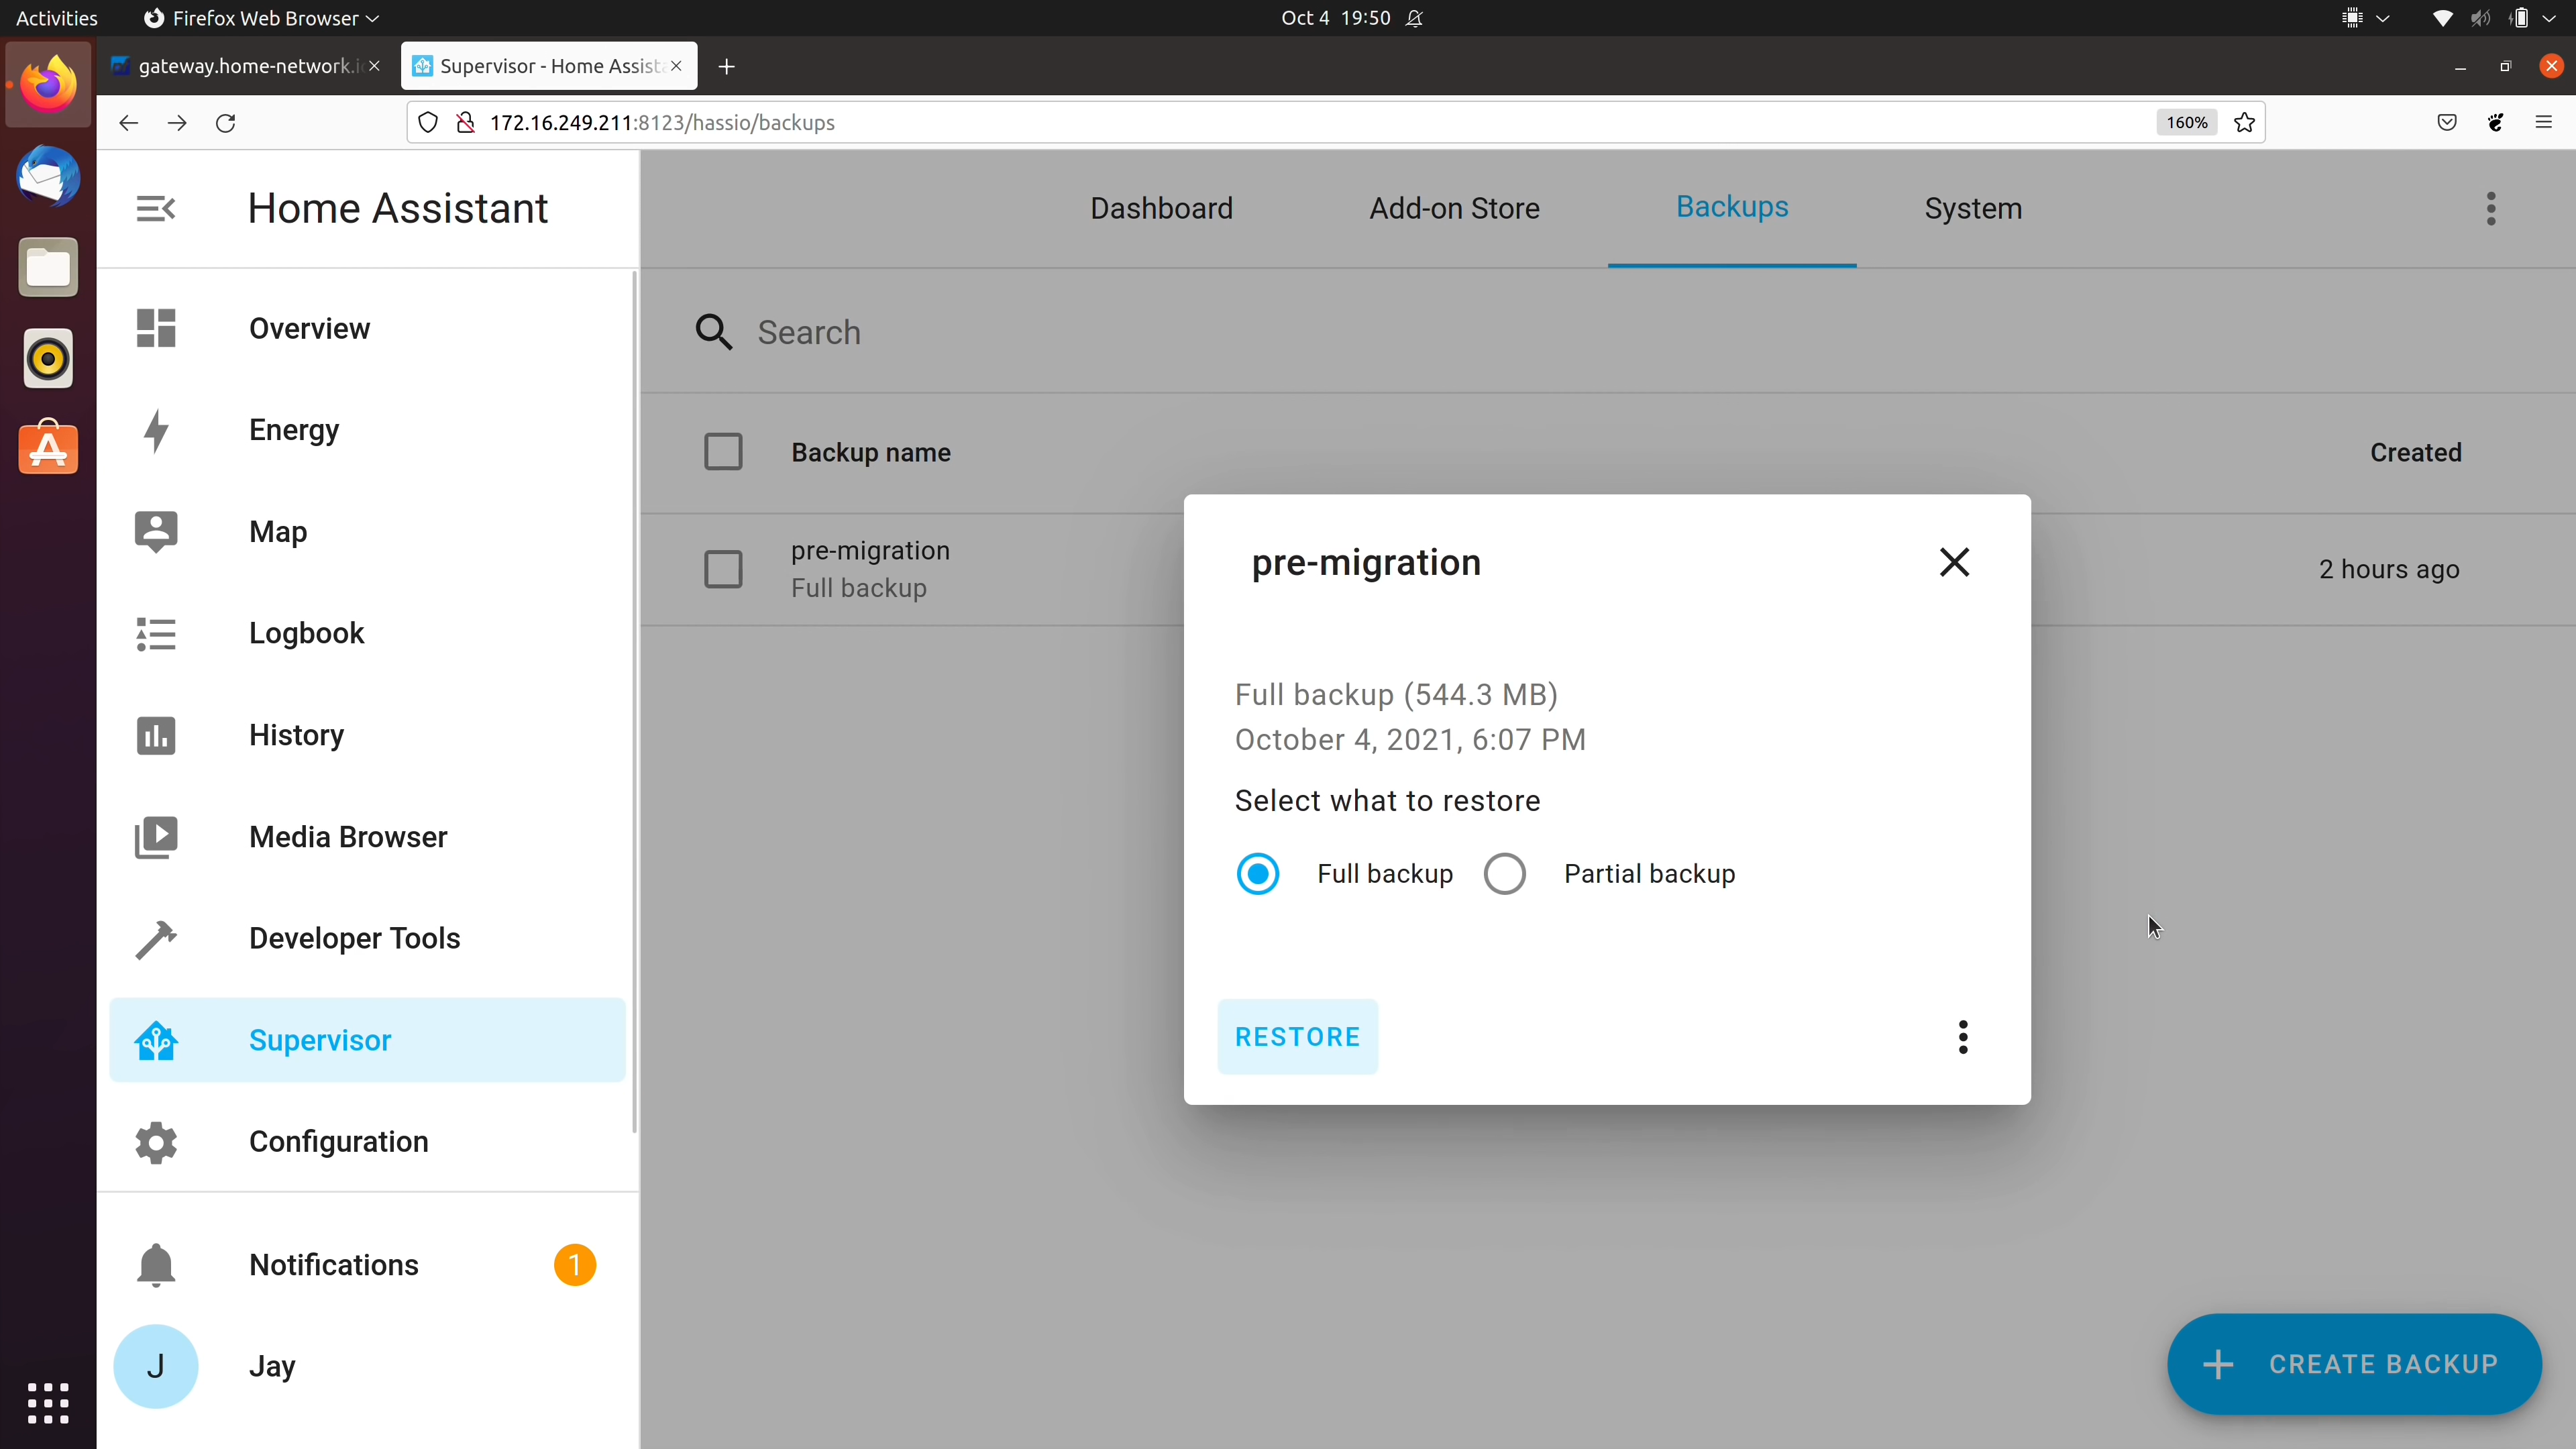 Activities
Firefox Web Browser
Oct 4 19:50
gateway.home-network.i
Supervisor - Home Assist
172.16.249.211:8123/hassio/backups
160%
Home Assistant
Dashboard
Add-on Store
Backups
System
Overview
Energy
Map
Logbook
History
Media Browser
Developer Tools
Supervisor
Configuration
Notifications
1
J
Jay
Search
Backup name
Created
pre-migration
Full backup
2 hours ago
pre-migration
Full backup (544.3 MB)
October 4, 2021, 6:07 PM
Select what to restore
Full backup
Partial backup
RESTORE
CREATE BACKUP